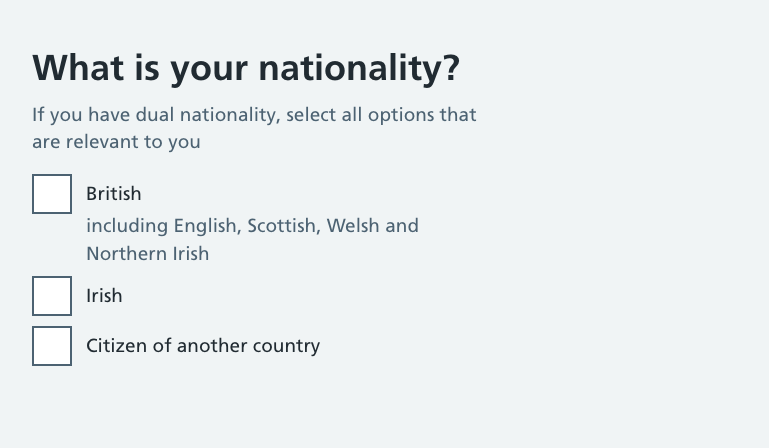 What is your nationality?
If you have dual nationality, select all options that
are relevant to you
British
including English, Scottish, Welsh and
Northern Irish
Irish
Citizen of another country